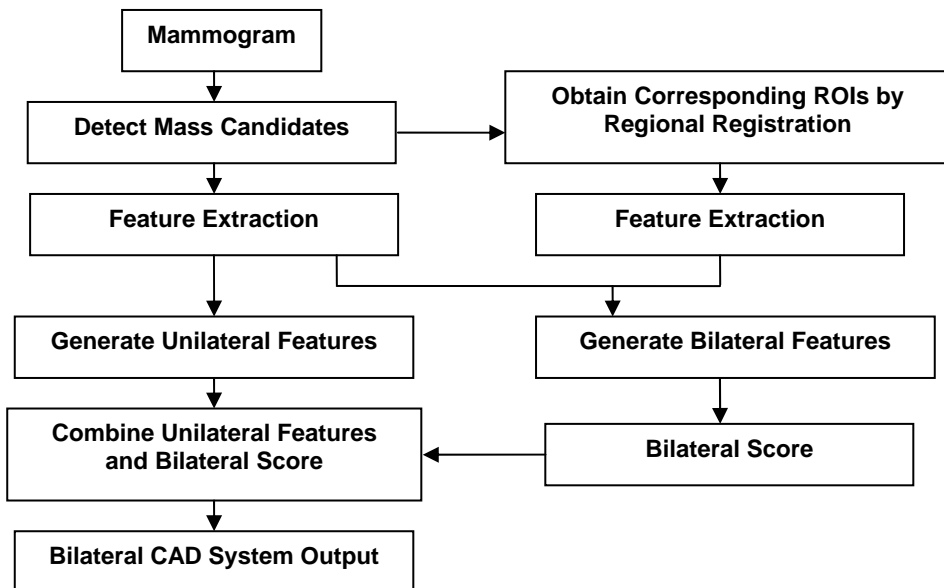 Mammogram
Detect Mass Candidates
Obtain Corresponding ROIs by
Regional Registration
Feature Extraction
Feature Extraction
Generate Unilateral Features
Generate Bilateral Features
Combine Unilateral Features
and Bilateral Score
Bilateral Score
Bilateral CAD System Output